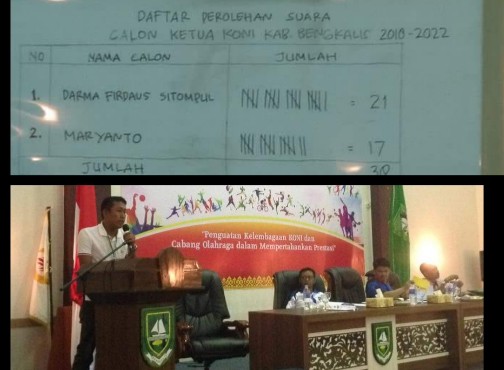 DAFTAR PEROLEHAN SUARA
CALON KETUA KONI KAB. BENGKALIS 2018-2022
NO NAMA CALON JUMLAH
1. DARMA FIRDAUS SITOMPUL = 21
2. MARYANTO = 17
JUMLAH 38
"Penguatan Kelembagaan KONI dan
Cabang Olahraga dalam Mempertahankan Prestasi"